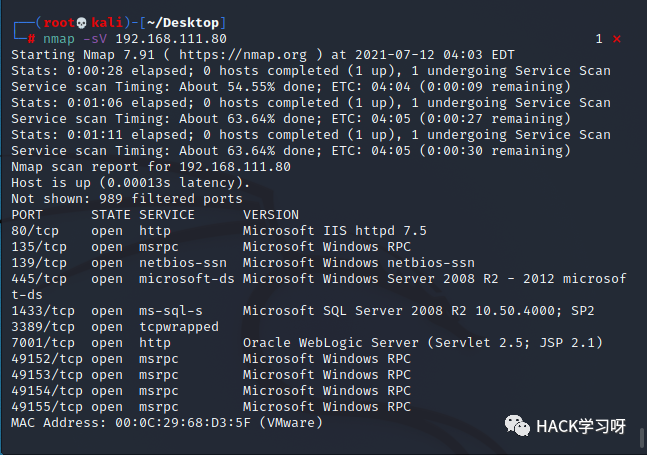 ┌──(root💀kali)-[~/Desktop]
└─# nmap -sV 192.168.111.80 1 ⨯
Starting Nmap 7.91 ( https://nmap.org ) at 2021-07-12 04:03 EDT
Stats: 0:00:28 elapsed; 0 hosts completed (1 up), 1 undergoing Service Scan
Service scan Timing: About 54.55% done; ETC: 04:04 (0:00:09 remaining)
Stats: 0:01:06 elapsed; 0 hosts completed (1 up), 1 undergoing Service Scan
Service scan Timing: About 63.64% done; ETC: 04:05 (0:00:27 remaining)
Stats: 0:01:11 elapsed; 0 hosts completed (1 up), 1 undergoing Service Scan
Service scan Timing: About 63.64% done; ETC: 04:05 (0:00:30 remaining)
Nmap scan report for 192.168.111.80
Host is up (0.00013s latency).
Not shown: 989 filtered ports
PORT STATE SERVICE VERSION
80/tcp open http Microsoft IIS httpd 7.5
135/tcp open msrpc Microsoft Windows RPC
139/tcp open netbios-ssn Microsoft Windows netbios-ssn
445/tcp open microsoft-ds Microsoft Windows Server 2008 R2 - 2012 microsof
t-ds
1433/tcp open ms-sql-s Microsoft SQL Server 2008 R2 10.50.4000; SP2
3389/tcp open tcpwrapped
7001/tcp open http Oracle WebLogic Server (Servlet 2.5; JSP 2.1)
49152/tcp open msrpc Microsoft Windows RPC
49153/tcp open msrpc Microsoft Windows RPC
49154/tcp open msrpc Microsoft Windows RPC
49155/tcp open msrpc Microsoft Windows RPC
MAC Address: 00:0C:29:68:D3:5F (VMware)
HACK学习呀